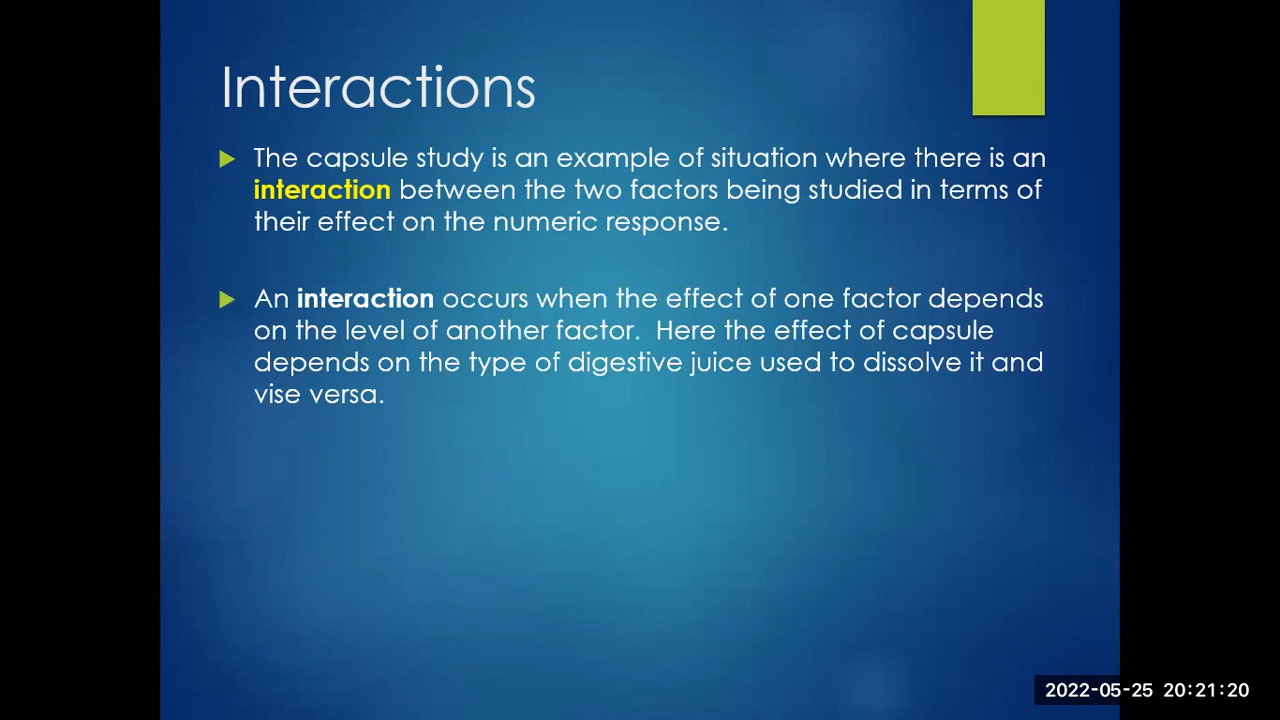 Interactions
The capsule study is an example of situation where there is an
interaction between the two factors being studied in terms of
their effect on the numeric response.
An interaction occurs when the effect of one factor depends
on the level of another factor.  Here the effect of capsule
depends on the type of digestive juice used to dissolve it and
vise versa.
2022-05-25 20:21:20